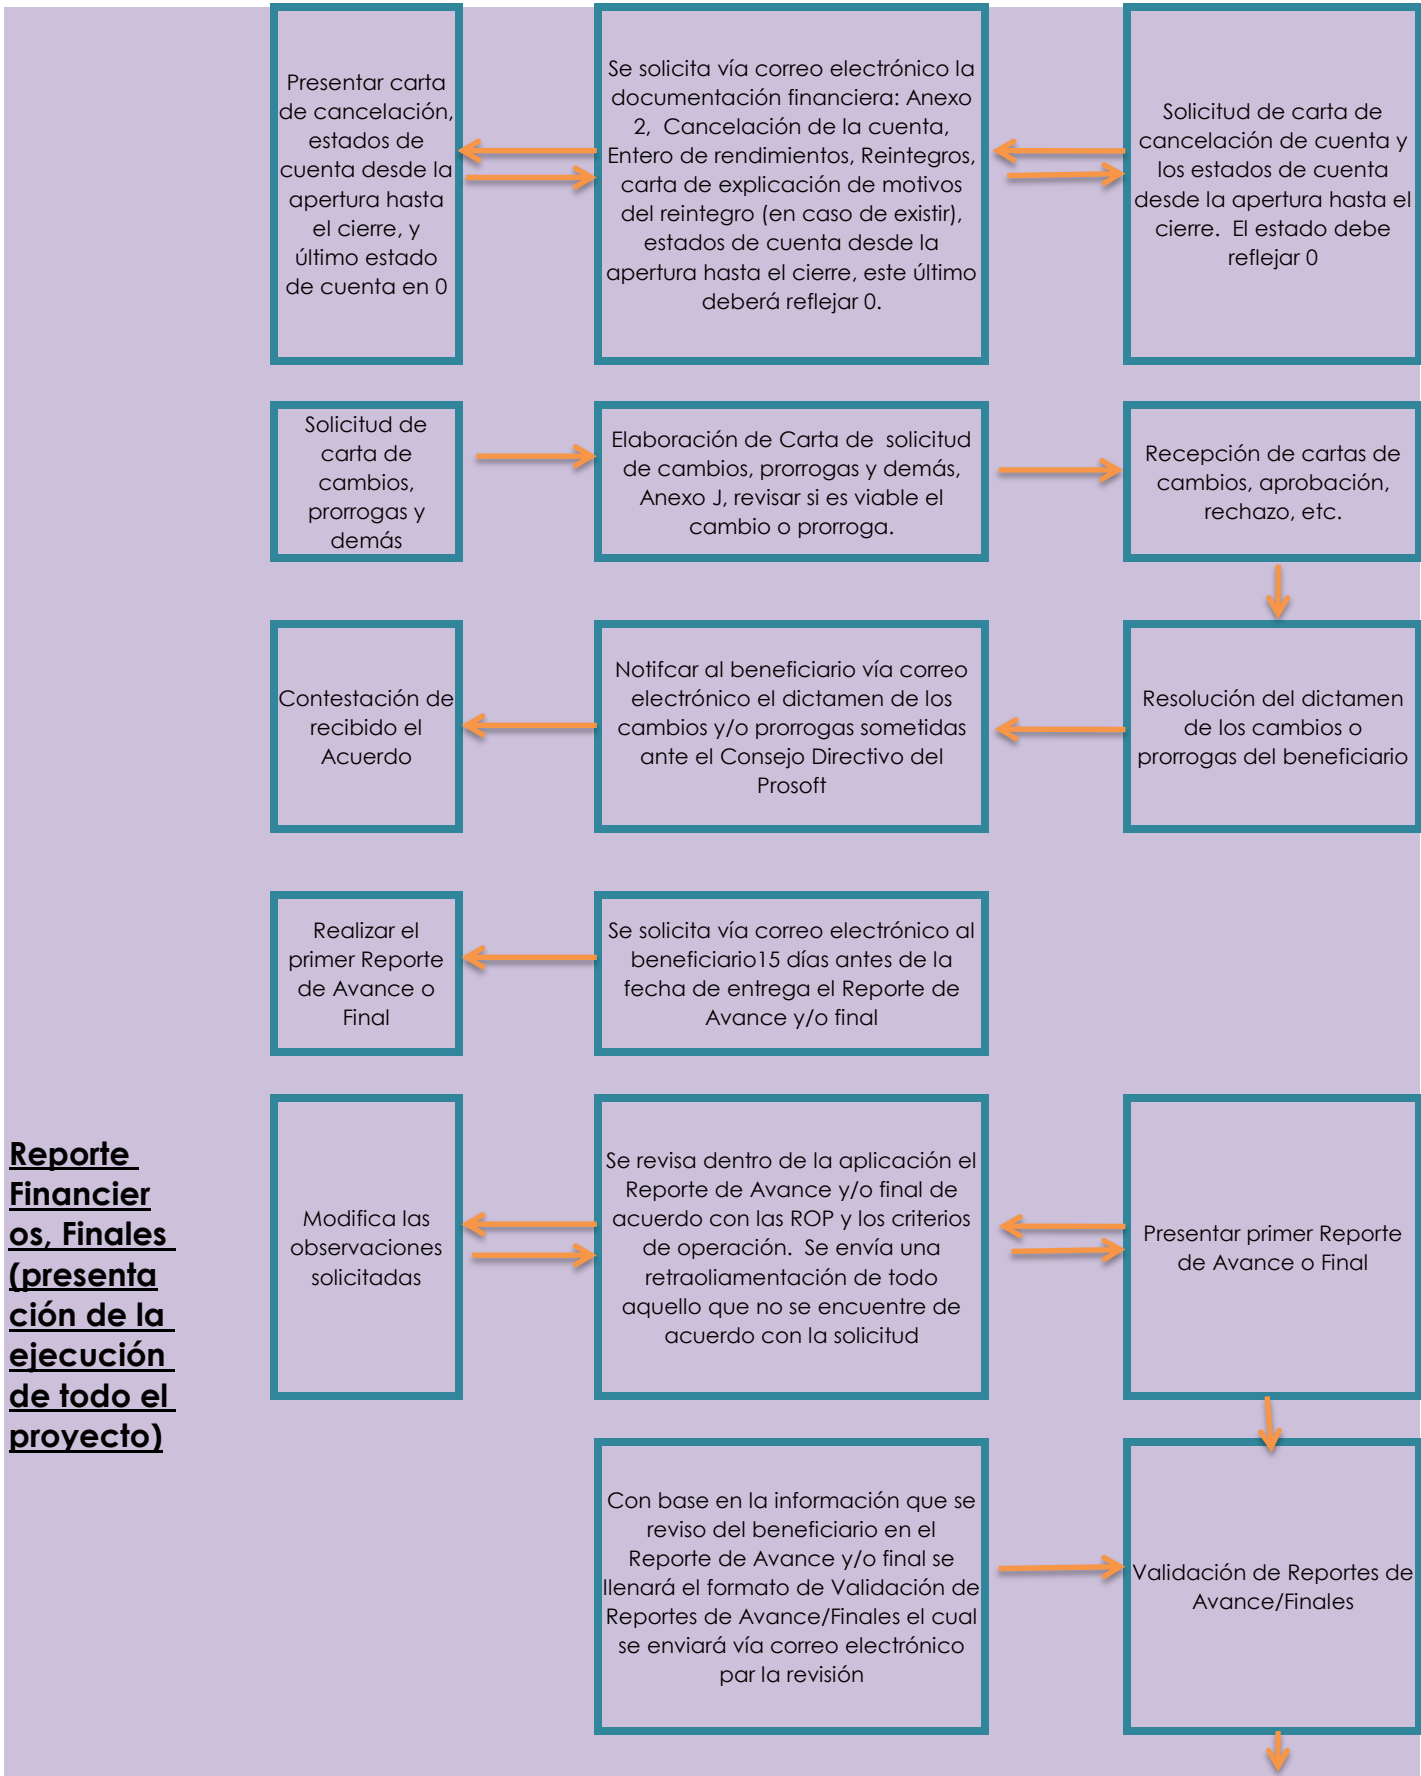 Presentar carta
de cancelación,
estados de
cuenta desde la
apertura hasta
el cierre, y
último estado
de cuenta en 0
Se solicita vía correo electrónico la
documentación financiera: Anexo
2,  Cancelación de la cuenta,
Entero de rendimientos, Reintegros,
carta de explicación de motivos
del reintegro (en caso de existir),
estados de cuenta desde la
apertura hasta el cierre, este último
deberá reflejar 0.
Solicitud de carta de
cancelación de cuenta y
los estados de cuenta
desde la apertura hasta el
cierre.  El estado debe
reflejar 0
Solicitud de
carta de
cambios,
prorrogas y
demás
Elaboración de Carta de  solicitud
de cambios, prorrogas y demás,
Anexo J, revisar si es viable el
cambio o prorroga.
Recepción de cartas de
cambios, aprobación,
rechazo, etc.
Contestación de
recibido el
Acuerdo
Notifcar al beneficiario vía correo
electrónico el dictamen de los
cambios y/o prorrogas sometidas
ante el Consejo Directivo del
Prosoft
Resolución del dictamen
de los cambios o
prorrogas del beneficiario
Realizar el
primer Reporte
de Avance o
Final
Se solicita vía correo electrónico al
beneficiario15 días antes de la
fecha de entrega el Reporte de
Avance y/o final
Reporte
Financier
os, Finales
(presenta
ción de la
ejecución
de todo el
proyecto)
Modifica las
observaciones
solicitadas
Se revisa dentro de la aplicación el
Reporte de Avance y/o final de
acuerdo con las ROP y los criterios
de operación.  Se envía una
retraoliamentación de todo
aquello que no se encuentre de
acuerdo con la solicitud
Presentar primer Reporte
de Avance o Final
Con base en la información que se
reviso del beneficiario en el
Reporte de Avance y/o final se
llenará el formato de Validación de
Reportes de Avance/Finales el cual
se enviará vía correo electrónico
par la revisión
Validación de Reportes de
Avance/Finales